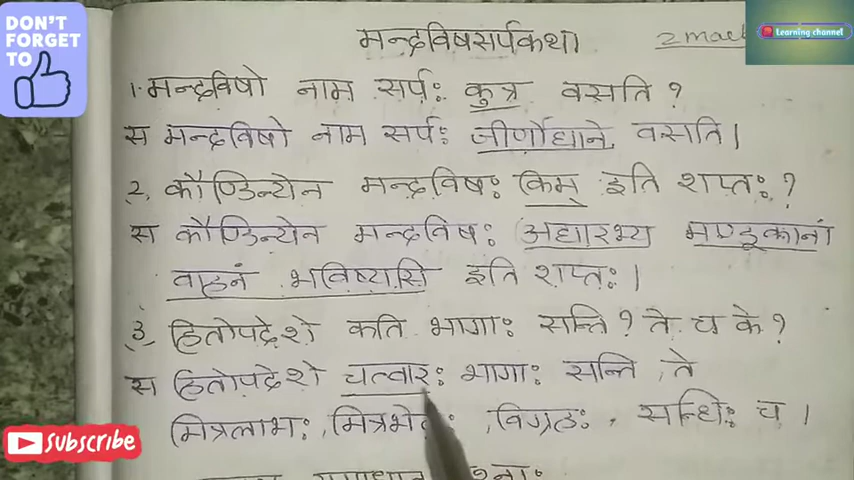 DON'T
FORGET
TO
मन्दविषसर्पकथा
2 mark
Learning channel
1. मन्दविषो नाम सर्पः कुत्र वसति ?
स मन्दविषो नाम सर्पः जीर्णोद्याने वसति ।
2. कौण्डिन्येन मन्दविषः किम् इति शप्तः ?
स कौण्डिन्येन मन्दविषः अद्यारभ्य मण्डूकानां
वाहनं भविष्यसि इति शप्तः ।
3 हितोपदेशे कति भागाः सन्ति ? ते च के ?
स हितोपदेशे चत्वारः भागाः सन्ति , ते
मित्रलाभः , मित्रभेदः , विग्रहः , सन्धिः च ।
Subscribe